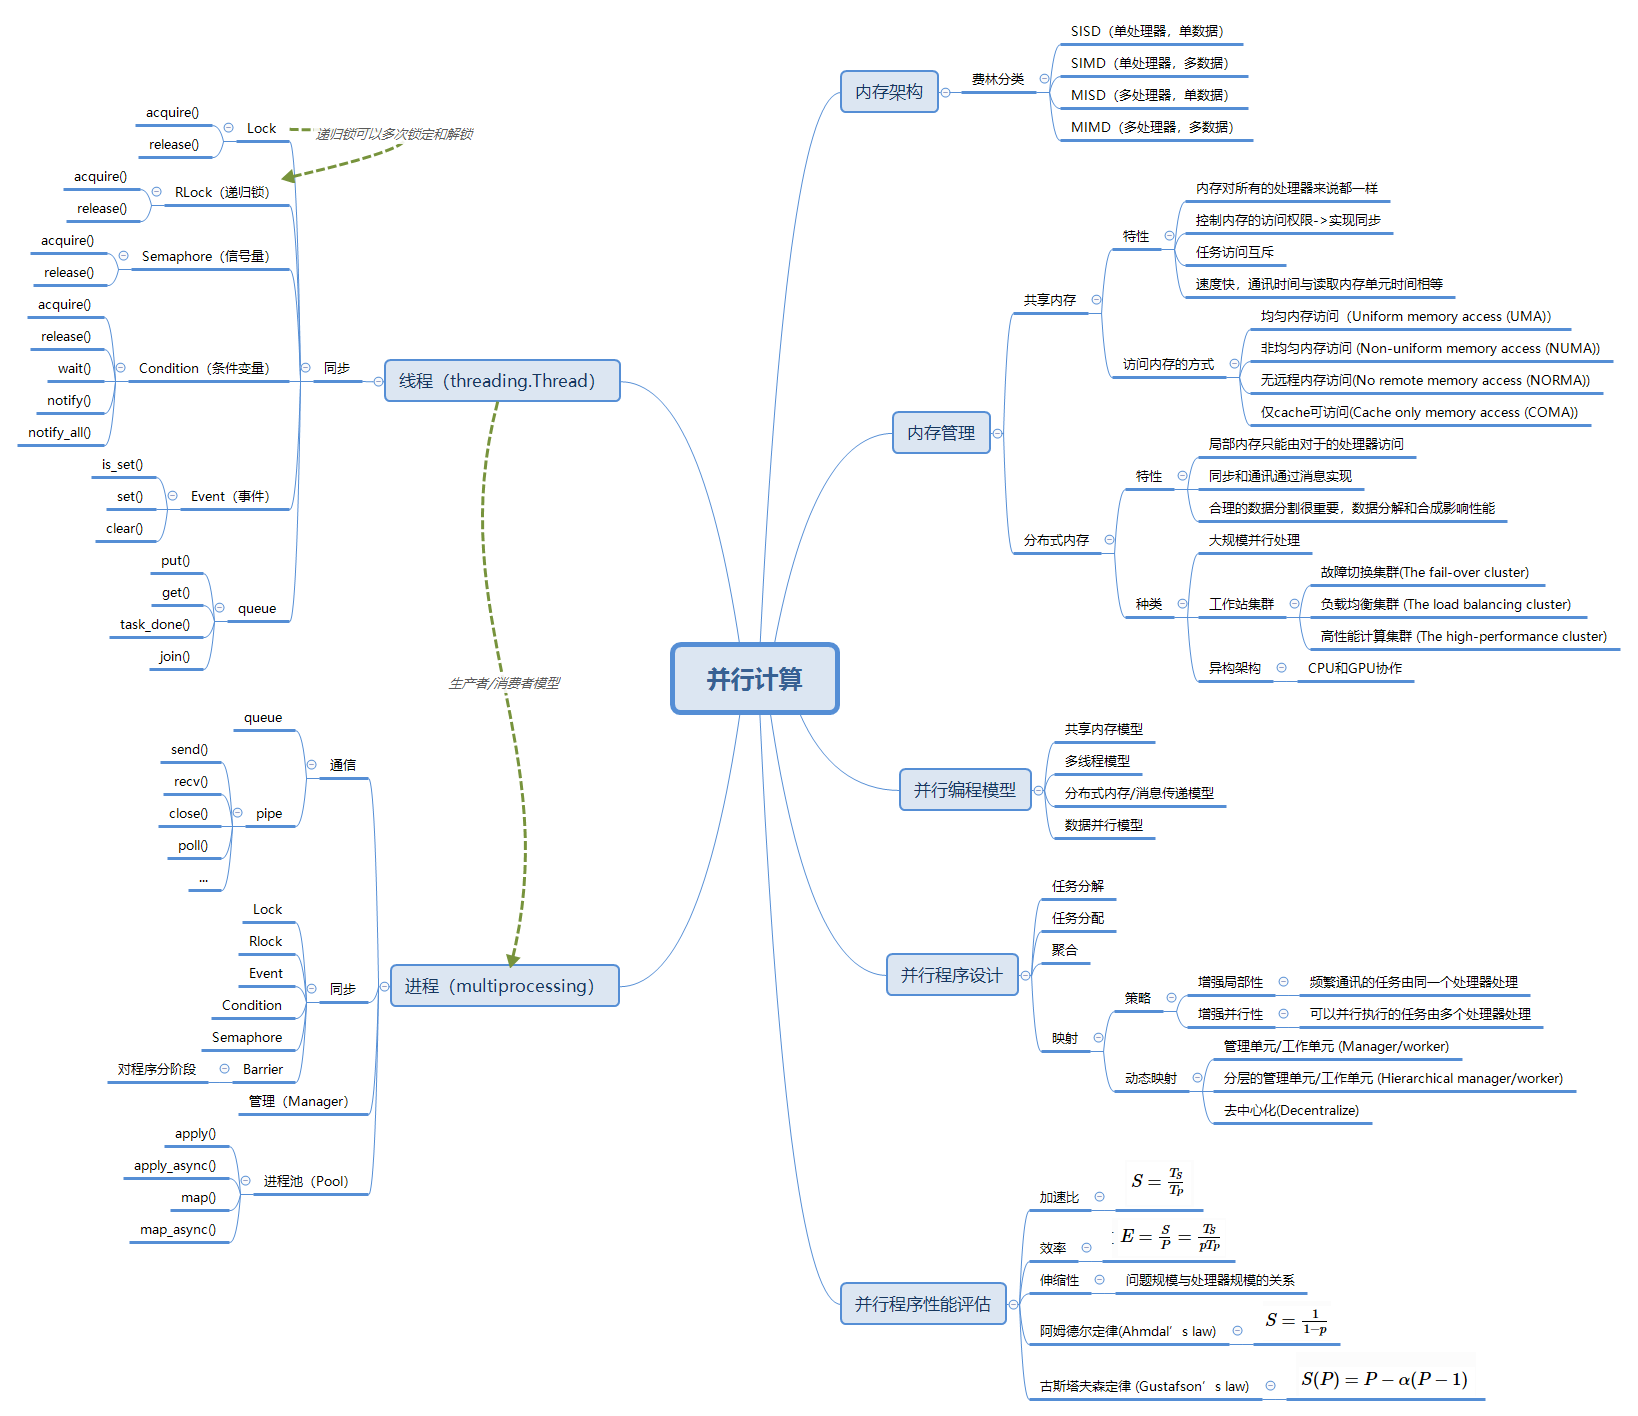 并行计算
内存架构
费林分类
SISD（单处理器，单数据）
SIMD（单处理器，多数据）
MISD（多处理器，单数据）
MIMD（多处理器，多数据）
内存管理
共享内存
特性
内存对所有的处理器来说都一样
控制内存的访问权限->实现同步
任务访问互斥
速度快，通讯时间与读取内存单元时间相等
访问内存的方式
均匀内存访问（Uniform memory access (UMA)）
非均匀内存访问 (Non-uniform memory access (NUMA))
无远程内存访问(No remote memory access (NORMA))
仅cache可访问(Cache only memory access (COMA))
分布式内存
特性
局部内存只能由对于的处理器访问
同步和通讯通过消息实现
合理的数据分割很重要，数据分解和合成影响性能
种类
大规模并行处理
工作站集群
故障切换集群(The fail-over cluster)
负载均衡集群 (The load balancing cluster)
高性能计算集群 (The high-performance cluster)
异构架构
CPU和GPU协作
并行编程模型
共享内存模型
多线程模型
分布式内存/消息传递模型
数据并行模型
并行程序设计
任务分解
任务分配
聚合
映射
策略
增强局部性
频繁通讯的任务由同一个处理器处理
增强并行性
可以并行执行的任务由多个处理器处理
动态映射
管理单元/工作单元 (Manager/worker)
分层的管理单元/工作单元 (Hierarchical manager/worker)
去中心化(Decentralize)
并行程序性能评估
加速比
S = Ts/Tp
效率
E = S/P = Ts/pTp
伸缩性
问题规模与处理器规模的关系
阿姆德尔定律(Ahmdal’s law)
S = 1/1−p
古斯塔夫森定律 (Gustafson’s law)
S(P) = P − α(P − 1)
线程（threading.Thread）
同步
Lock
acquire()
release()
递归锁可以多次锁定和解锁
RLock（递归锁）
acquire()
release()
Semaphore（信号量）
acquire()
release()
Condition（条件变量）
acquire()
release()
wait()
notify()
notify_all()
Event（事件）
is_set()
set()
clear()
queue
put()
get()
task_done()
join()
生产者/消费者模型
进程（multiprocessing）
通信
queue
pipe
send()
recv()
close()
poll()
...
同步
Lock
Rlock
Event
Condition
Semaphore
Barrier
对程序分阶段
管理（Manager）
进程池（Pool）
apply()
apply_async()
map()
map_async()